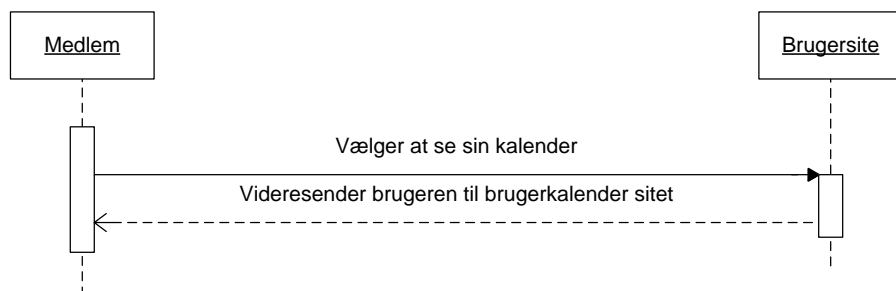 Medlem
Brugersite
Vælger at se sin kalender
Videresender brugeren til brugerkalender sitet